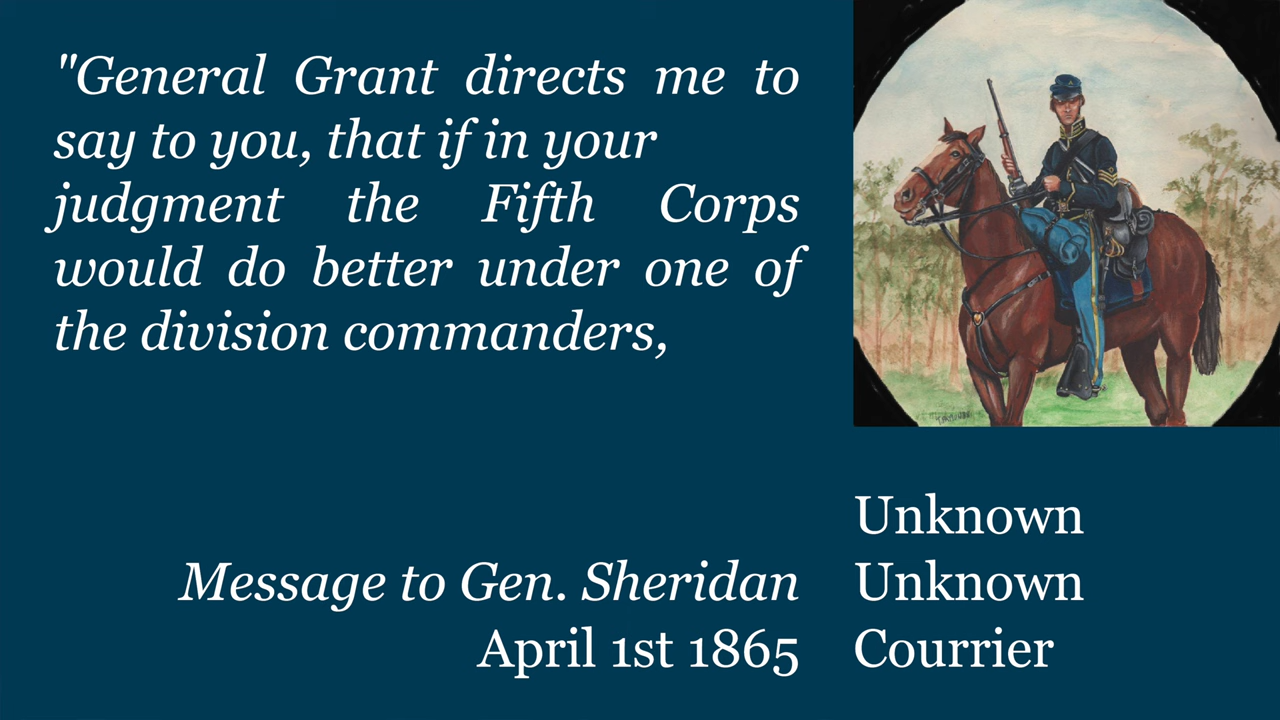 "General Grant directs me to
say to you, that if in your
judgment the Fifth Corps
would do better under one of
the division commanders,
Message to Gen. Sheridan
April 1st 1865
Unknown
Unknown
Courrier